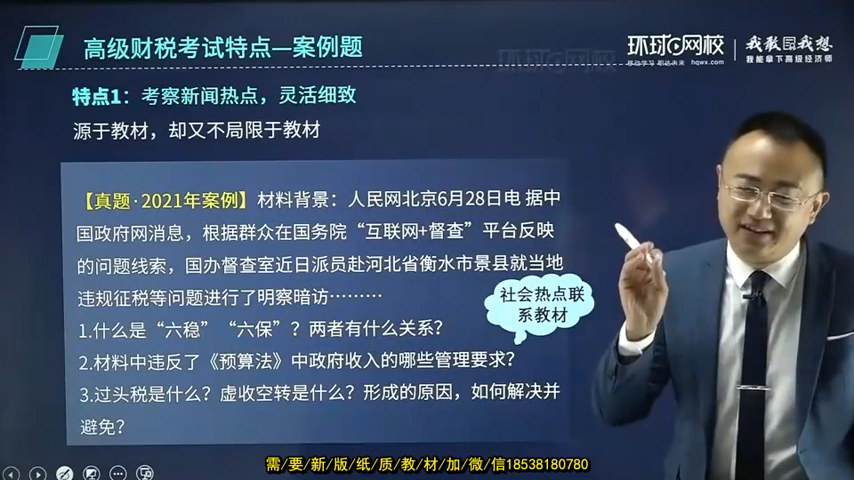 高级财税考试特点—案例题
环球网校
移动学习 职达未来 hqwx.com
我敢因我想
我能拿下高级经济师
特点1：考察新闻热点，灵活细致
源于教材，却又不局限于教材
【真题·2021年案例】材料背景：人民网北京6月28日电 据中
国政府网消息，根据群众在国务院“互联网+督查”平台反映
的问题线索，国办督查室近日派员赴河北省衡水市景县就当地
违规征税等问题进行了明察暗访………
社会热点联
系教材
1.什么是“六稳”“六保”？两者有什么关系？
2.材料中违反了《预算法》中政府收入的哪些管理要求？
3.过头税是什么？虚收空转是什么？形成的原因，如何解决并
避免？
需/要/新/版/纸/质/教/材/加/微/信18538180780